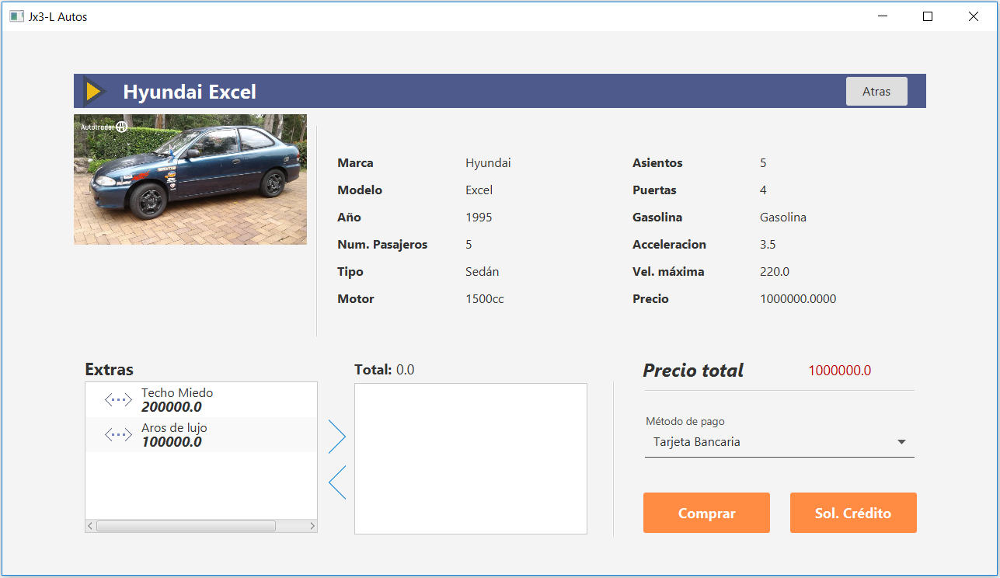 Jx3-L Autos
Hyundai Excel
Atras
Autotrader
Marca Hyundai Asientos 5
Modelo Excel Puertas 4
Año 1995 Gasolina Gasolina
Num. Pasajeros 5 Acceleracion 3.5
Tipo Sedán Vel. máxima 220.0
Motor 1500cc Precio 1000000.0000
Extras
Techo Miedo
200000.0
Aros de lujo
100000.0
Total: 0.0
Precio total 1000000.0
Método de pago
Tarjeta Bancaria
Comprar
Sol. Crédito